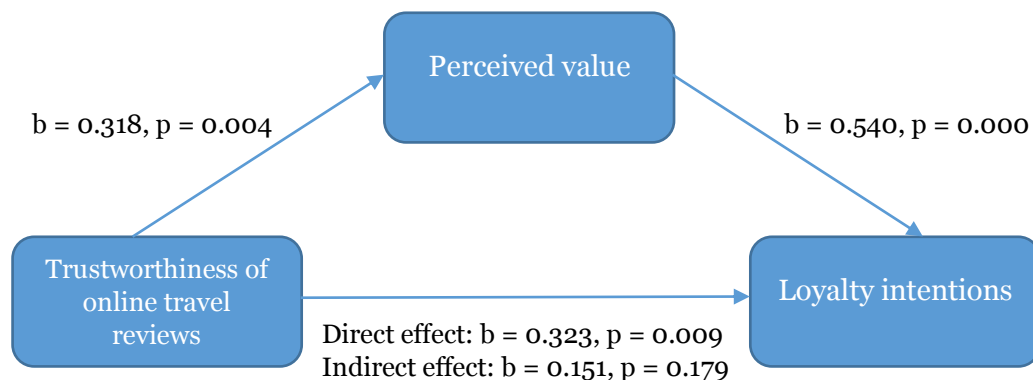 Perceived value
b = 0.318, p = 0.004
b = 0.540, p = 0.000
Trustworthiness of
online travel
reviews
Loyalty intentions
Direct effect: b = 0.323, p = 0.009
Indirect effect: b = 0.151, p = 0.179